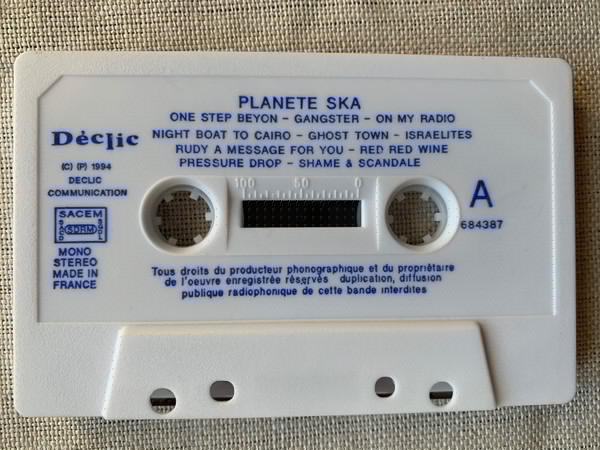 PLANETE SKA
ONE STEP BEYON - GANGSTER - ON MY RADIO
NIGHT BOAT TO CAIRO - GHOST TOWN - ISRAELITES
RUDY A MESSAGE FOR YOU - RED RED WINE
PRESSURE DROP - SHAME & SCANDALE
Déclic
(C) (P) 1994
DECLIC
COMMUNICATION
SACEM
SACD SDRM SGDL
MONO
STEREO
MADE IN
FRANCE
100 50 0
A
684387
Tous droits du producteur phonographique et du propriétaire
de l'oeuvre enregistrée réservés duplication, diffusion
publique radiophonique de cette bande interdites